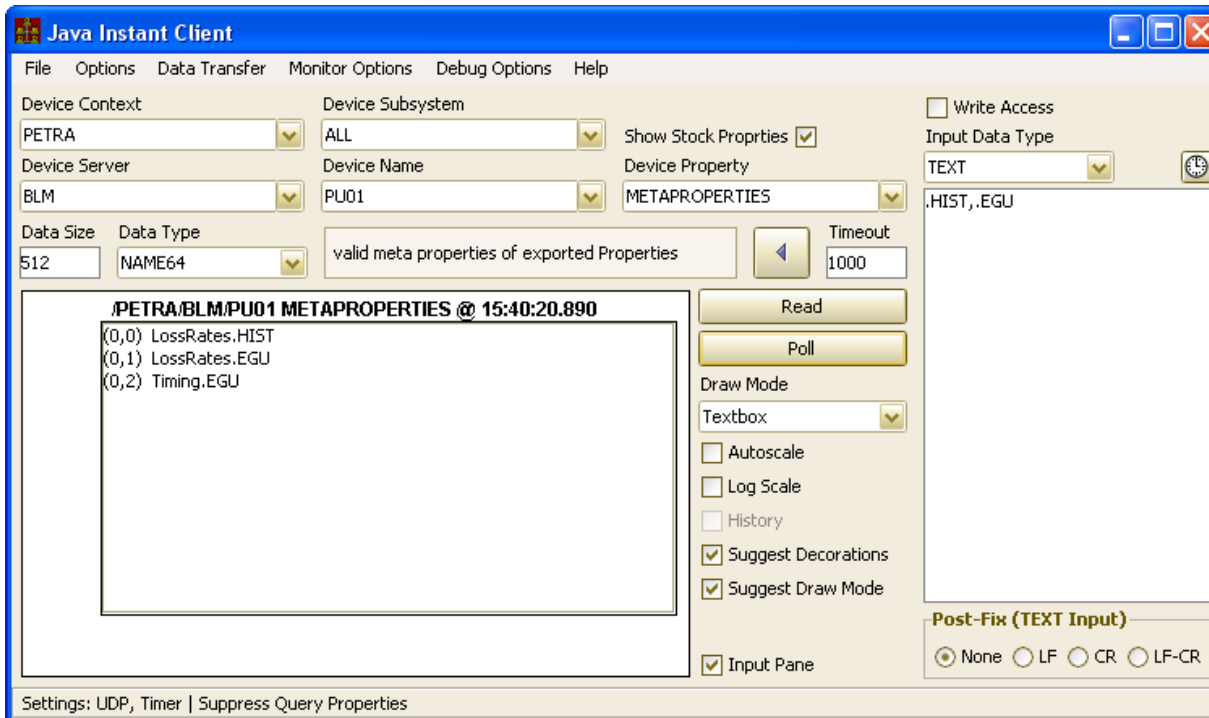 Java Instant Client
File Options Data Transfer Monitor Options Debug Options Help
Device Context
Device Subsystem
Write Access
PETRA
ALL
Show Stock Proprties
Input Data Type
Device Server
Device Name
Device Property
TEXT
BLM
PU01
METAPROPERTIES
.HIST,.EGU
Data Size
Data Type
valid meta properties of exported Properties
Timeout
512
NAME64
1000
/PETRA/BLM/PU01 METAPROPERTIES @ 15:40:20.890
(0,0) LossRates.HIST
(0,1) LossRates.EGU
(0,2) Timing.EGU
Read
Poll
Draw Mode
Textbox
Autoscale
Log Scale
History
Suggest Decorations
Suggest Draw Mode
Input Pane
Post-Fix (TEXT Input)
None LF CR LF-CR
Settings: UDP, Timer | Suppress Query Properties